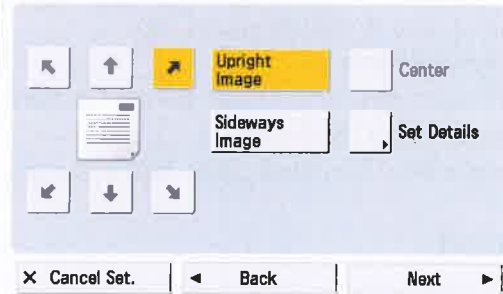 Upright
Image
Center
Sideways
Image
Set Details
× Cancel Set.
◄ Back
Next ►